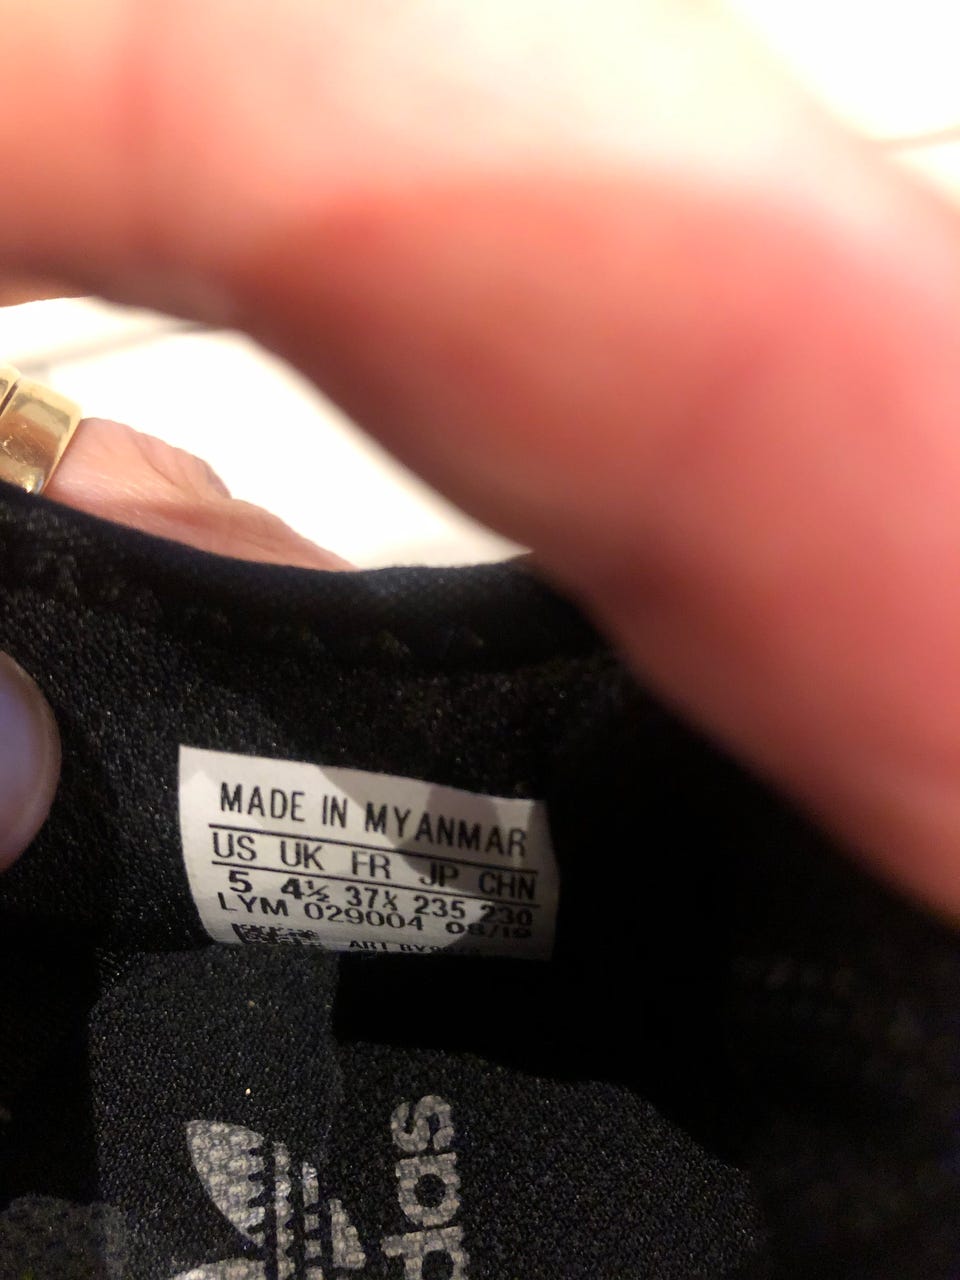 MADE IN MYANMAR
US UK FR JP CHN
5 4½ 37⅓ 235 230
LYM 029004 08/19
ART
adidas